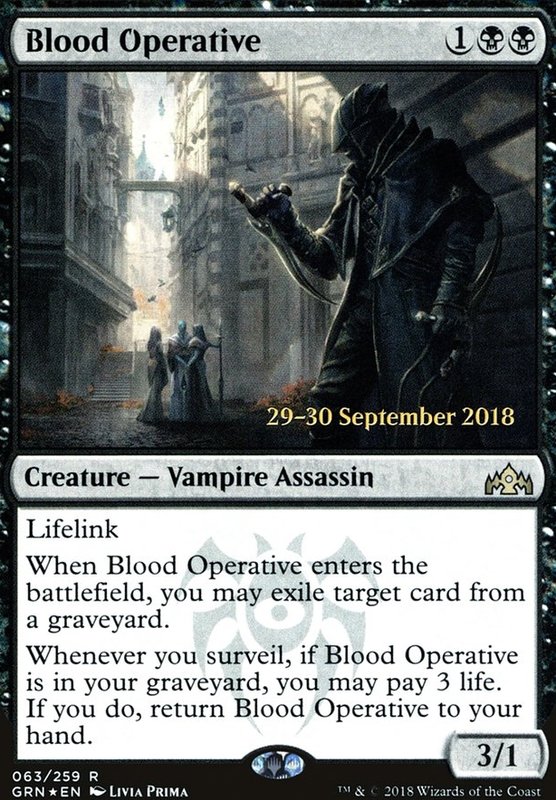 Blood Operative 1
29–30 September 2018
Creature — Vampire Assassin
Lifelink
When Blood Operative enters the
battlefield, you may exile target card from
a graveyard.
Whenever you surveil, if Blood Operative
is in your graveyard, you may pay 3 life.
If you do, return Blood Operative to your
hand.
3/1
063/259 R
GRN ★ EN LIVIA PRIMA
™ & © 2018 Wizards of the Coast